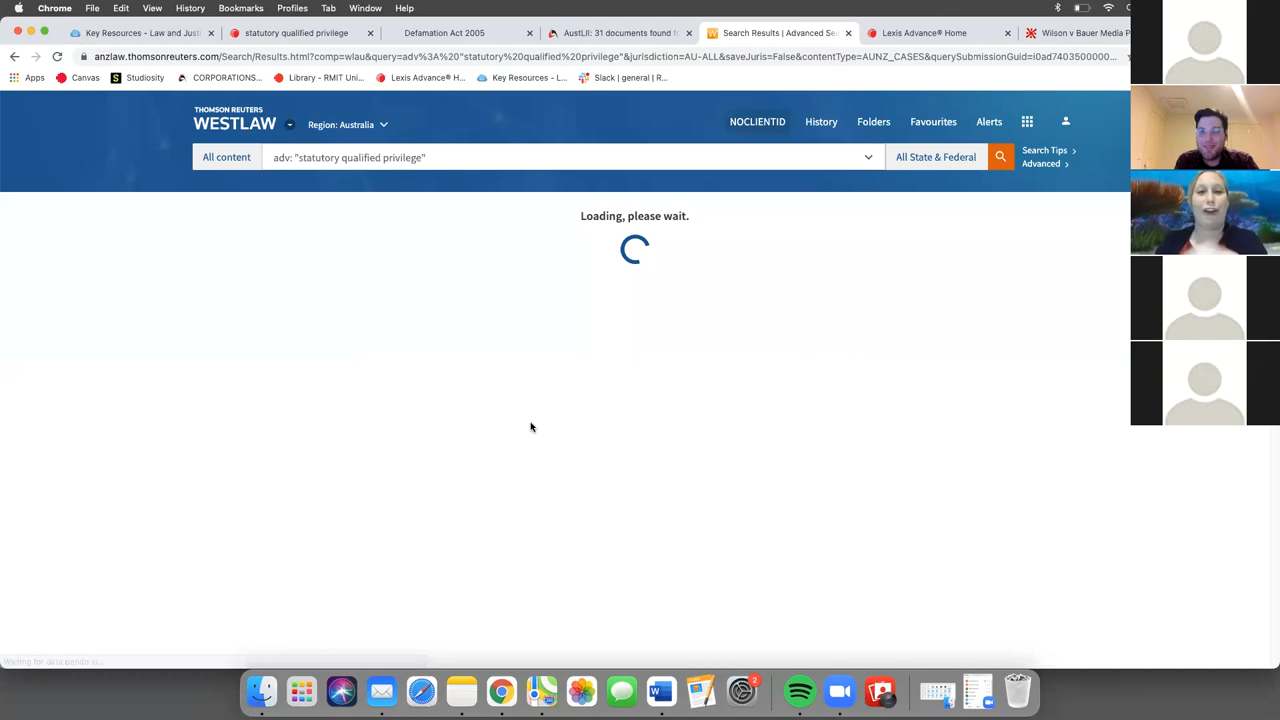 Chrome File Edit View History Bookmarks Profiles Tab Window Help
Key Resources - Law and Just
statutory qualified privilege
Defamation Act 2005
AustLII: 31 documents found f
Search Results | Advanced Se
Lexis Advance® Home
Wilson v Bauer Media P
anzlaw.thomsonreuters.com/Search/Results.html?comp=wlau&query=adv%3A%20"statutory%20qualified%20privilege"&jurisdiction=AU-ALL&saveJuris=False&contentType=AUNZ_CASES&querySubmissionGuid=i0ad7403500000...
Apps Canvas Studiosity CORPORATIONS... Library - RMIT Uni... Lexis Advance® H... Key Resources - L... Slack | general | R...
THOMSON REUTERS
WESTLAW
Region: Australia
NOCLIENTID History Folders Favourites Alerts
All content
adv: "statutory qualified privilege"
All State & Federal
Search Tips
Advanced
Loading, please wait.
2